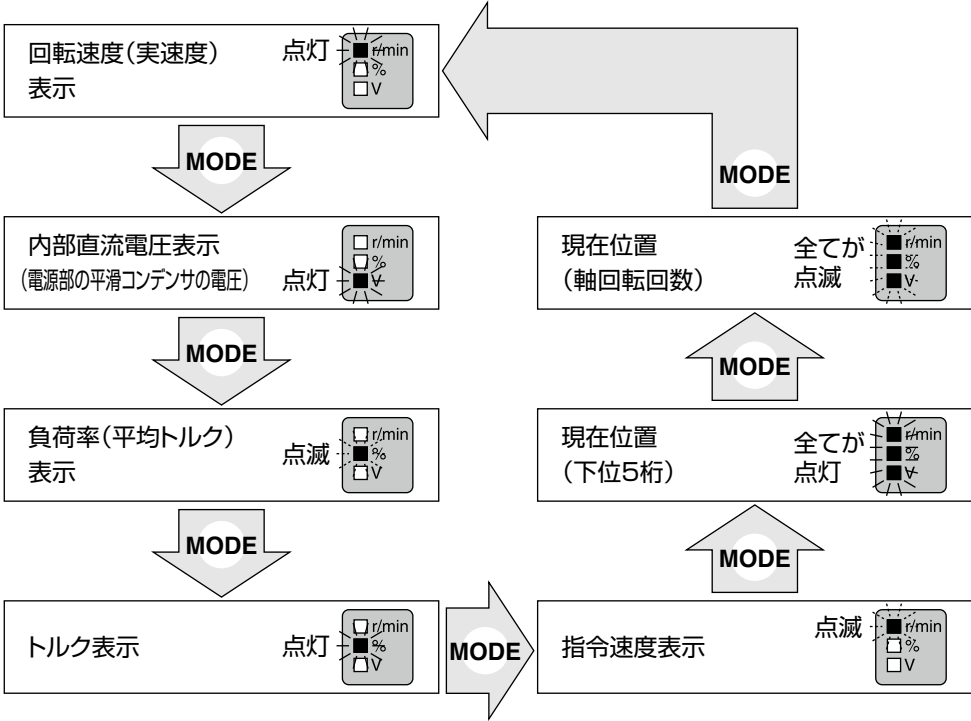 回転速度(実速度)
表示
点灯
r/min
%
V
MODE
内部直流電圧表示
(電源部の平滑コンデンサの電圧)
点灯
r/min
%
V
MODE
負荷率(平均トルク)
表示
点滅
r/min
%
V
MODE
トルク表示
点灯
r/min
%
V
MODE
指令速度表示
点滅
r/min
%
V
MODE
現在位置
(下位5桁)
全てが
点灯
r/min
%
V
MODE
現在位置
(軸回転回数)
全てが
点滅
r/min
%
V
MODE